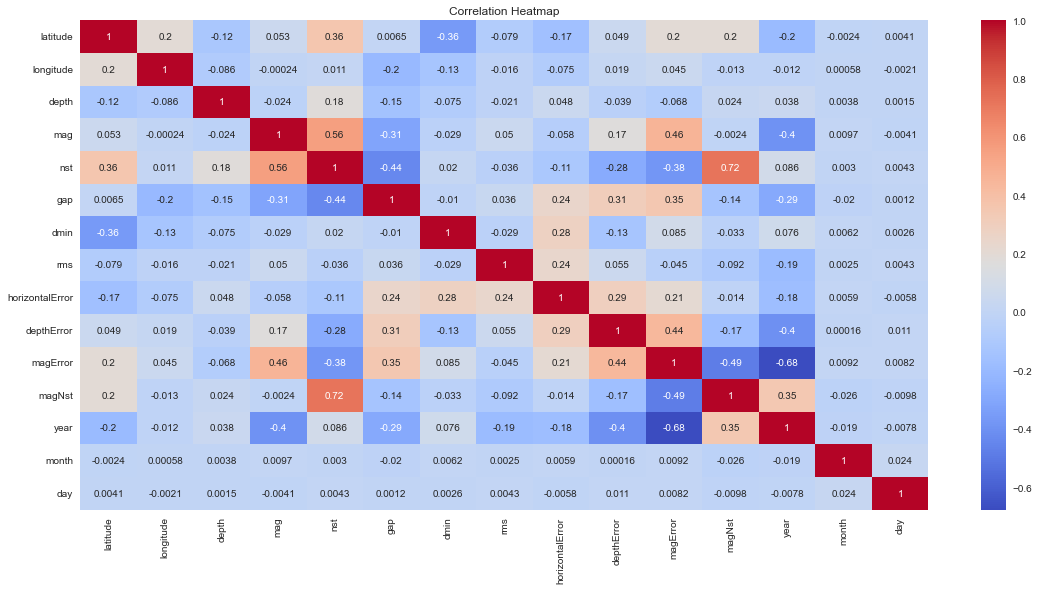 Correlation Heatmap
latitude 1 0.2 -0.12 0.053 0.36 0.0065 -0.36 -0.079 -0.17 0.049 0.2 0.2 -0.2 -0.0024 0.0041
longitude 0.2 1 -0.086 -0.00024 0.011 -0.2 -0.13 -0.016 -0.075 0.019 0.045 -0.013 -0.012 0.00058 -0.0021
depth -0.12 -0.086 1 -0.024 0.18 -0.15 -0.075 -0.021 0.048 -0.039 -0.068 0.024 0.038 0.0038 0.0015
mag 0.053 -0.00024 -0.024 1 0.56 -0.31 -0.029 0.05 -0.058 0.17 0.46 -0.0024 -0.4 0.0097 -0.0041
nst 0.36 0.011 0.18 0.56 1 -0.44 0.02 -0.036 -0.11 -0.28 -0.38 0.72 0.086 0.003 0.0043
gap 0.0065 -0.2 -0.15 -0.31 -0.44 1 -0.01 0.036 0.24 0.31 0.35 -0.14 -0.29 -0.02 0.0012
dmin -0.36 -0.13 -0.075 -0.029 0.02 -0.01 1 -0.029 0.28 -0.13 0.085 -0.033 0.076 0.0062 0.0026
rms -0.079 -0.016 -0.021 0.05 -0.036 0.036 -0.029 1 0.24 0.055 -0.045 -0.092 -0.19 0.0025 0.0043
horizontalError -0.17 -0.075 0.048 -0.058 -0.11 0.24 0.28 0.24 1 0.29 0.21 -0.014 -0.18 0.0059 -0.0058
depthError 0.049 0.019 -0.039 0.17 -0.28 0.31 -0.13 0.055 0.29 1 0.44 -0.17 -0.4 0.00016 0.011
magError 0.2 0.045 -0.068 0.46 -0.38 0.35 0.085 -0.045 0.21 0.44 1 -0.49 -0.68 0.0092 0.0082
magNst 0.2 -0.013 0.024 -0.0024 0.72 -0.14 -0.033 -0.092 -0.014 -0.17 -0.49 1 0.35 -0.026 -0.0098
year -0.2 -0.012 0.038 -0.4 0.086 -0.29 0.076 -0.19 -0.18 -0.4 -0.68 0.35 1 -0.019 -0.0078
month -0.0024 0.00058 0.0038 0.0097 0.003 -0.02 0.0062 0.0025 0.0059 0.00016 0.0092 -0.026 -0.019 1 0.024
day 0.0041 -0.0021 0.0015 -0.0041 0.0043 0.0012 0.0026 0.0043 -0.0058 0.011 0.0082 -0.0098 -0.0078 0.024 1
latitude longitude depth mag nst gap dmin rms horizontalError depthError magError magNst year month day
1.0
0.8
0.6
0.4
0.2
0.0
−0.2
−0.4
−0.6